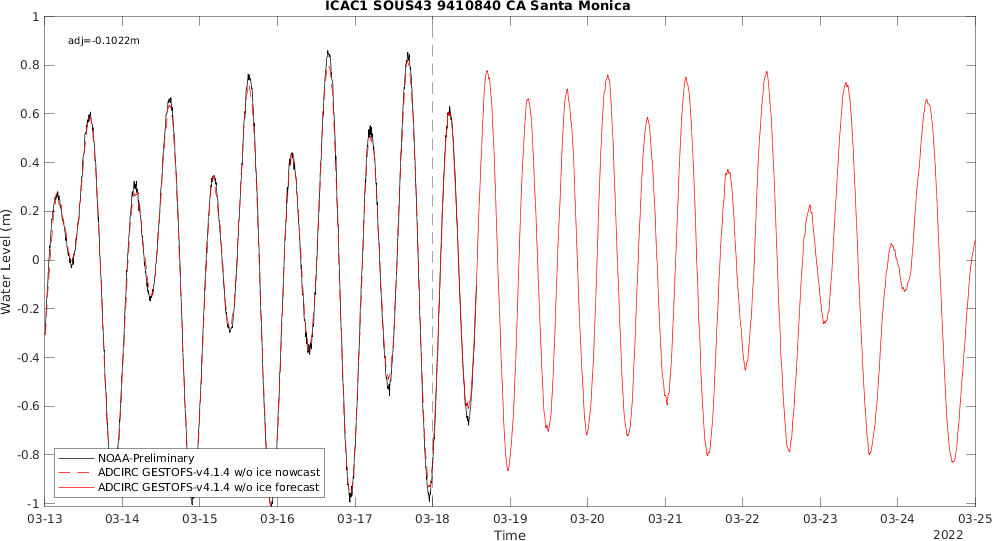 ICAC1 SOUS43 9410840 CA Santa Monica
adj=-0.1022m
1
0.8
0.6
0.4
0.2
0
-0.2
-0.4
-0.6
-0.8
-1
Water Level (m)
NOAA-Preliminary
ADCIRC GESTOFS-v4.1.4 w/o ice nowcast
ADCIRC GESTOFS-v4.1.4 w/o ice forecast
03-13 03-14 03-15 03-16 03-17 03-18 03-19 03-20 03-21 03-22 03-23 03-24 03-25
Time
2022